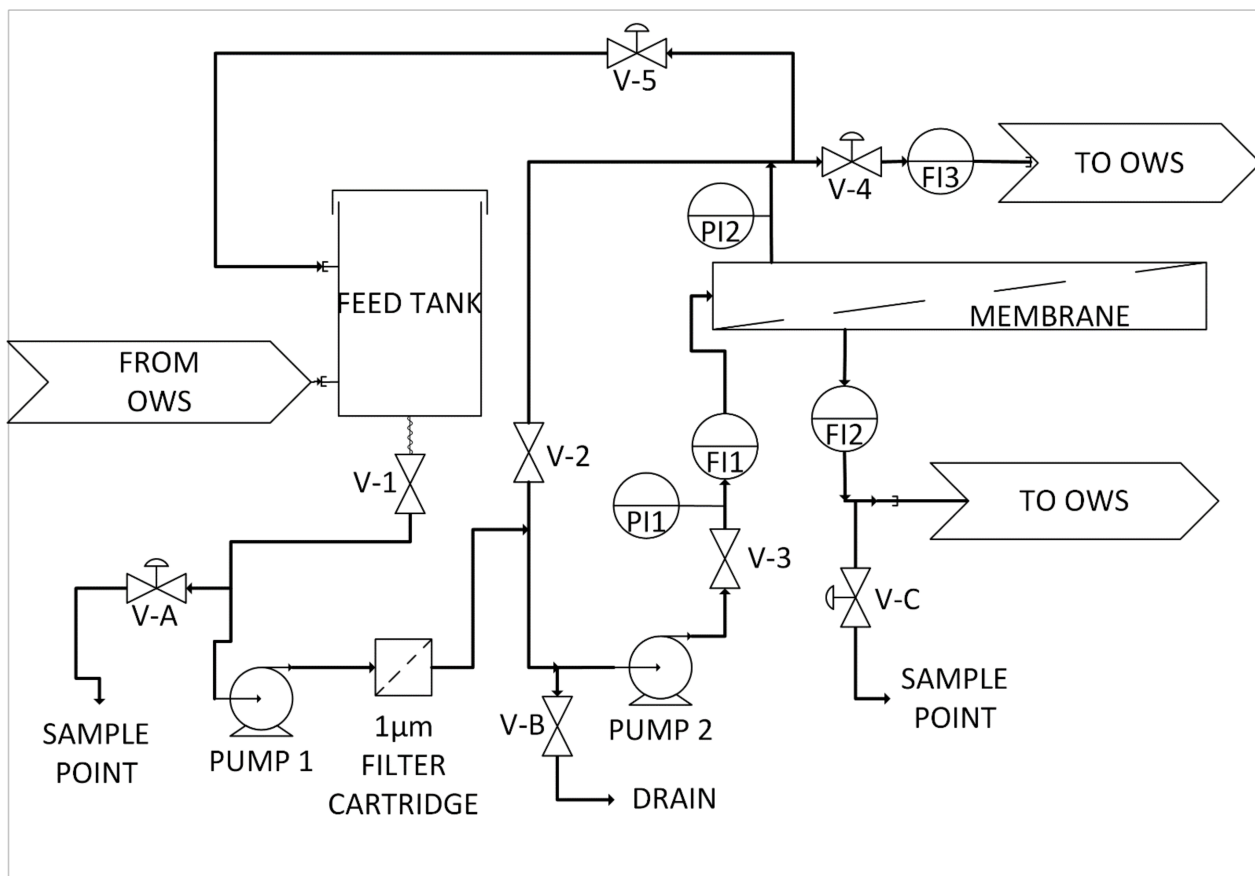 V-5
TO OWS
V-4
FI3
PI2
FEED TANK
MEMBRANE
FROM
OWS
V-1
V-2
FI1
FI2
PI1
TO OWS
V-3
V-A
V-C
SAMPLE
POINT
SAMPLE
POINT
PUMP 1
1µm
FILTER
CARTRIDGE
V-B
PUMP 2
DRAIN